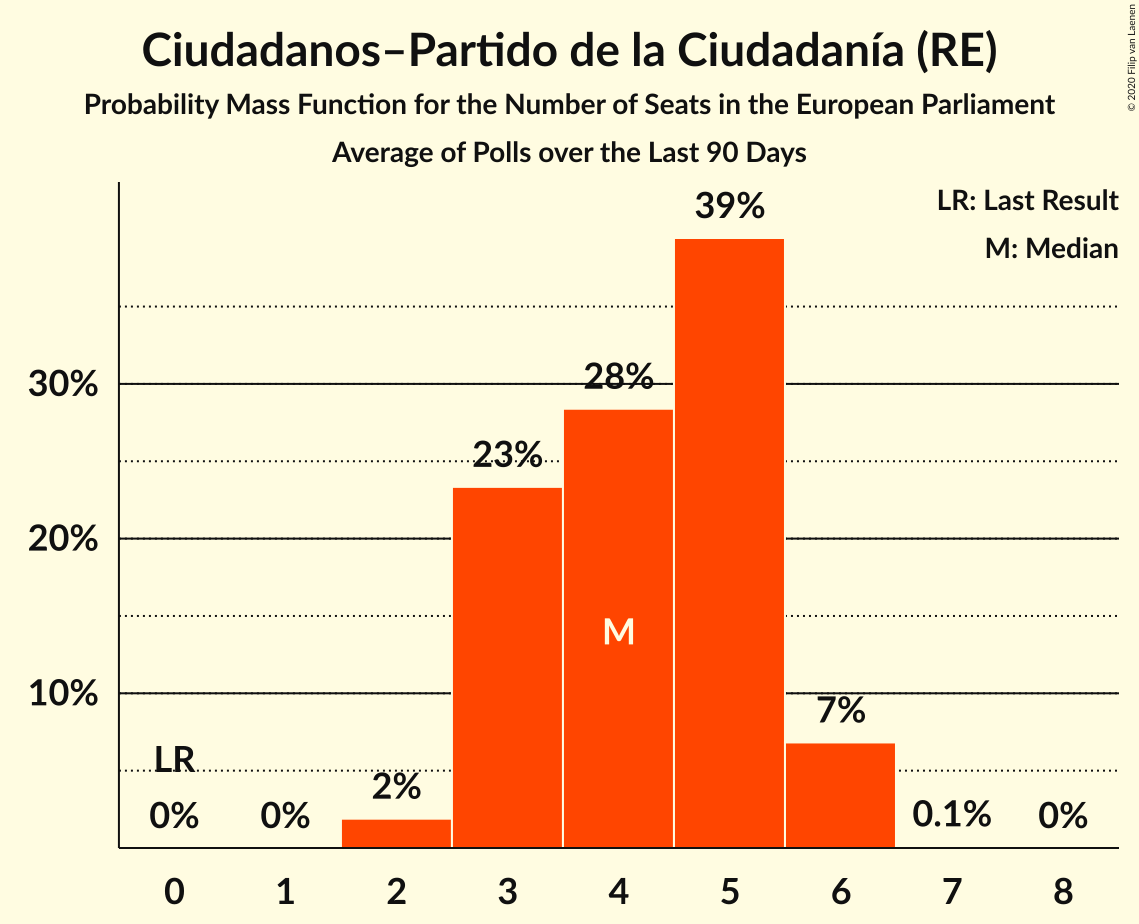 Ciudadanos–Partido de la Ciudadanía (RE)
Probability Mass Function for the Number of Seats in the European Parliament
Average of Polls over the Last 90 Days
© 2020 Filip van Laenen
LR: Last Result
M: Median
39%
30%
28%
23%
20%
M
10%
7%
LR
2%
0%
0%
0.1%
0%
0 1 2 3 4 5 6 7 8